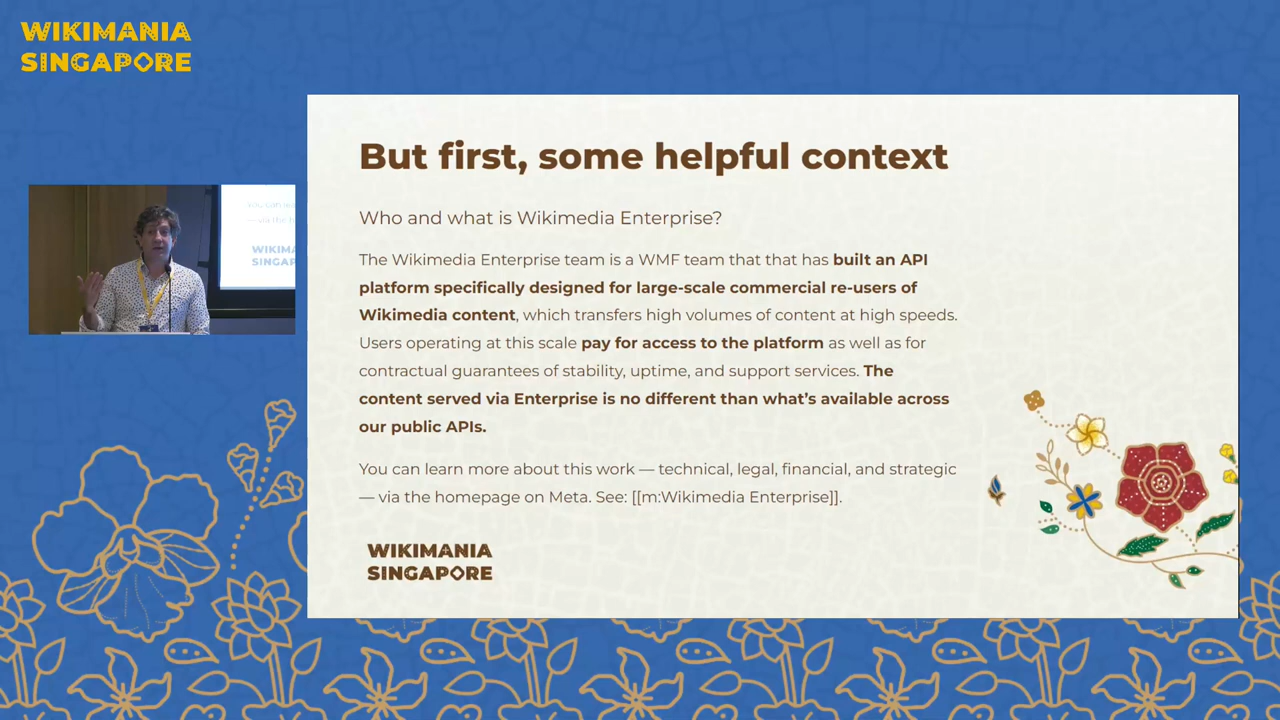 WIKIMANIA
SINGAPORE
But first, some helpful context
Who and what is Wikimedia Enterprise?
The Wikimedia Enterprise team is a WMF team that that has built an API
platform specifically designed for large-scale commercial re-users of
Wikimedia content, which transfers high volumes of content at high speeds.
Users operating at this scale pay for access to the platform as well as for
contractual guarantees of stability, uptime, and support services. The
content served via Enterprise is no different than what's available across
our public APIs.
You can learn more about this work — technical, legal, financial, and strategic
— via the homepage on Meta. See: [[m:Wikimedia Enterprise]].
WIKIMANIA
SINGAPORE